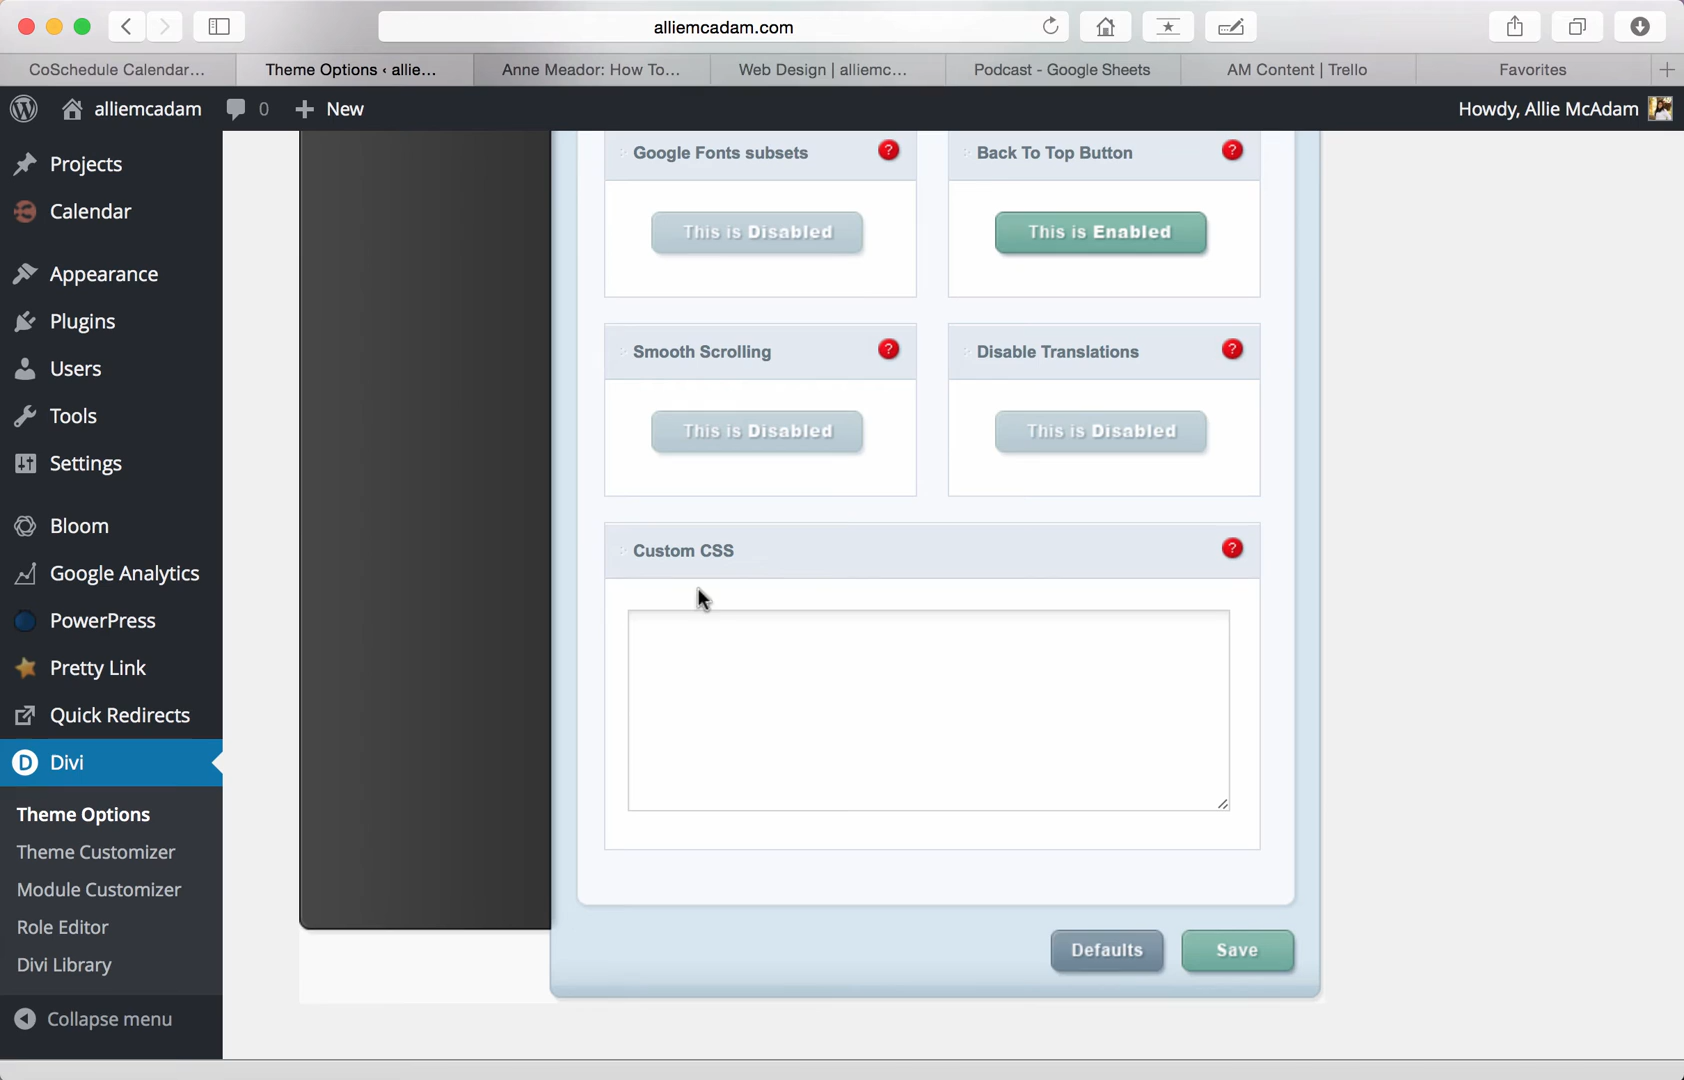 alliemcadam.com
CoSchedule Calendar...
Theme Options ‹ allie...
Anne Meador: How To...
Web Design | alliemc...
Podcast - Google Sheets
AM Content | Trello
Favorites
alliemcadam
0
New
Howdy, Allie McAdam
Projects
Calendar
Appearance
Plugins
Users
Tools
Settings
Bloom
Google Analytics
PowerPress
Pretty Link
Quick Redirects
D Divi
Theme Options
Theme Customizer
Module Customizer
Role Editor
Divi Library
Collapse menu
Google Fonts subsets ?
Back To Top Button ?
This is Disabled
This is Enabled
Smooth Scrolling ?
Disable Translations ?
This is Disabled
This is Disabled
Custom CSS ?
Defaults
Save